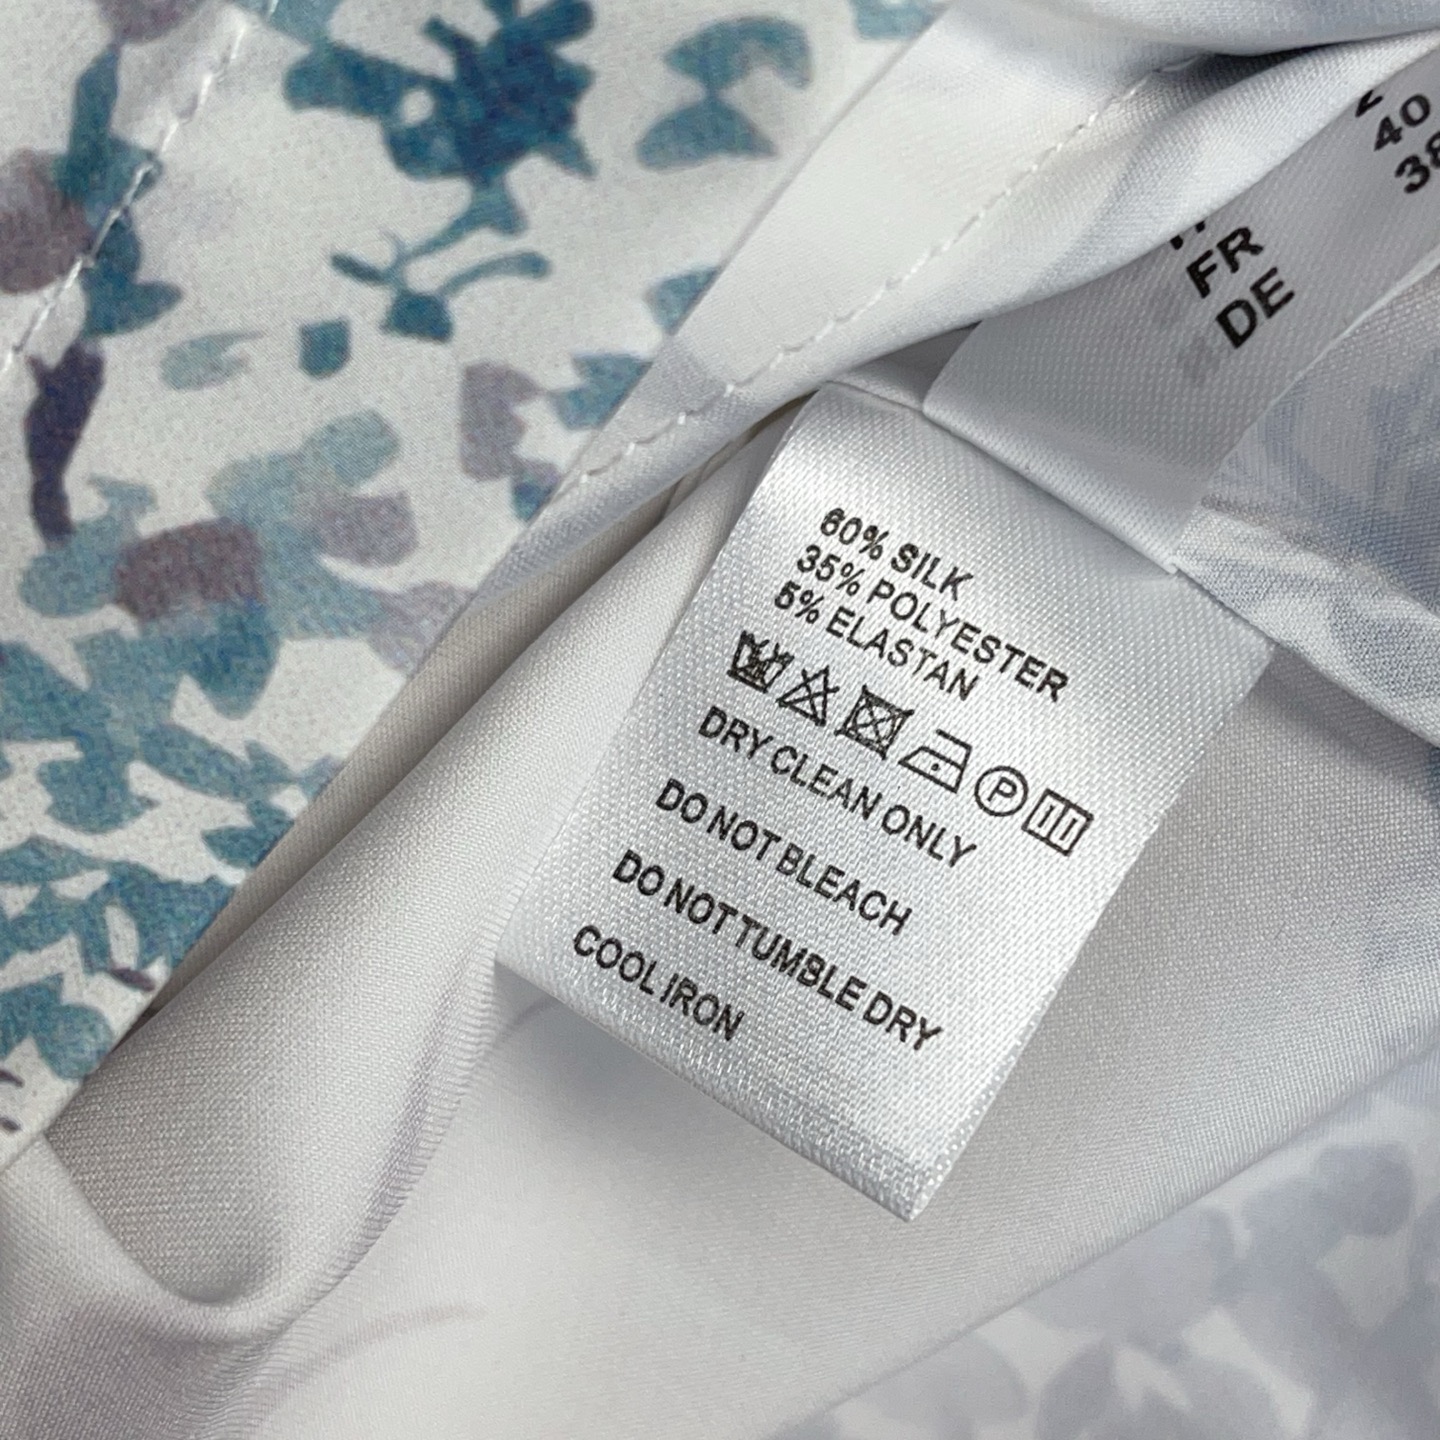 40
38
FR
DE
60% SILK
35% POLYESTER
5% ELASTAN
P
DRY CLEAN ONLY
DO NOT BLEACH
DO NOT TUMBLE DRY
COOL IRON